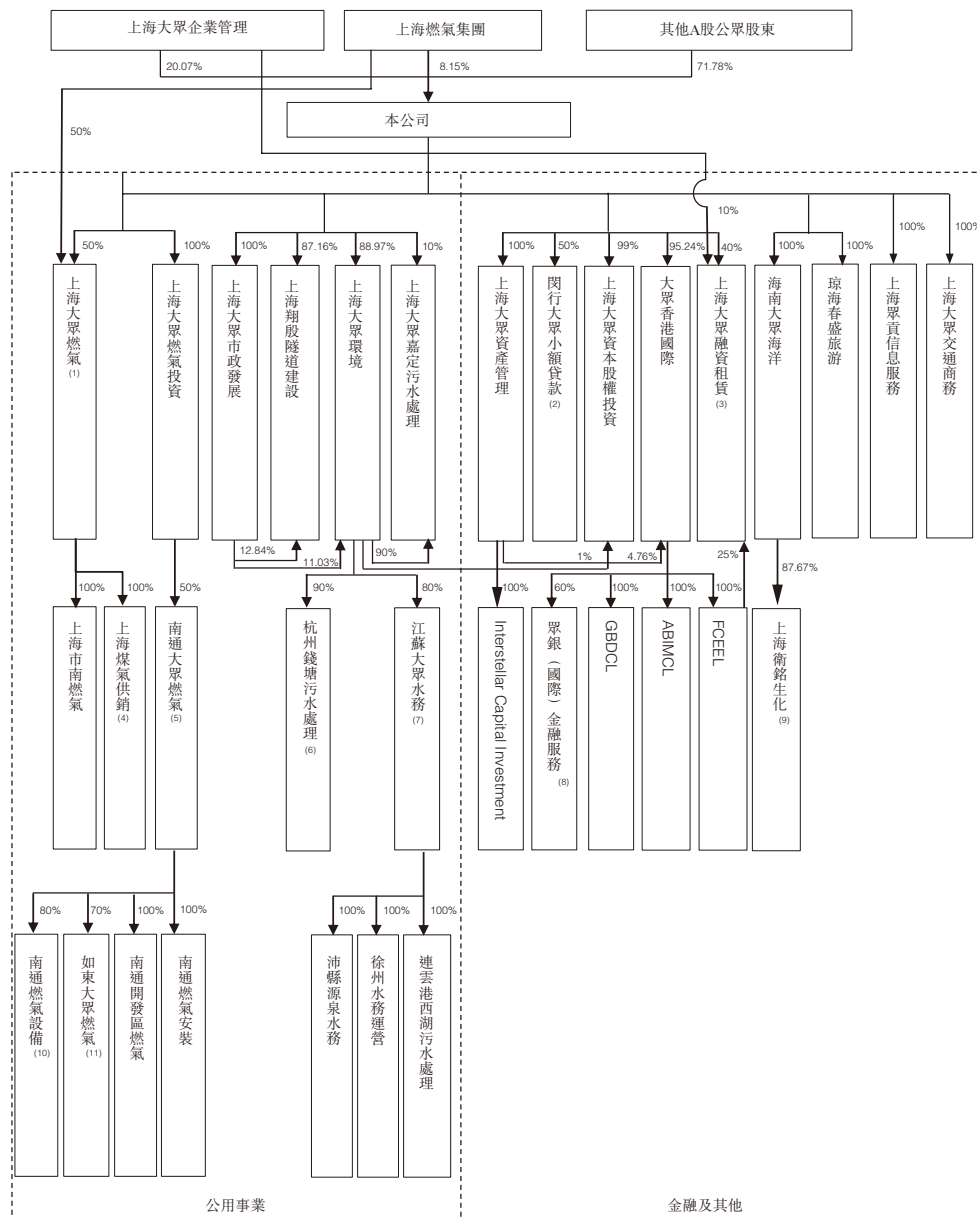 上海大眾企業管理
上海燃氣集團
其他A股公眾股東
20.07%
8.15%
71.78%
本公司
50%
10%
50%
100%
100%
87.16%
88.97%
10%
100%
50%
99%
95.24%
40%
100%
100%
100%
100%
上海大眾燃氣(1)
上海大眾燃氣投資
上海大眾市政發展
上海翔殷隧道建設
上海大眾環境
上海大眾嘉定污水處理
上海大眾資產管理
閔行大眾小額貸款(2)
上海大眾資本股權投資
大眾香港國際
上海大眾融資租賃(3)
海南大眾海洋
琼海春盛旅游
上海眾貢信息服務
上海大眾交通商務
12.84%
11.03%
90%
1%
4.76%
25%
87.67%
100%
100%
50%
90%
80%
100%
60%
100%
100%
100%
上海市南燃氣
上海煤氣供銷(4)
南通大眾燃氣(5)
杭州錢塘污水處理(6)
江蘇大眾水務(7)
Interstellar Capital Investment
眾銀（國際）金融服務(8)
GBDCL
ABIMCL
FCEEL
上海衛銘生化(9)
80%
70%
100%
100%
100%
100%
100%
南通燃氣設備(10)
如東大眾燃氣(11)
南通開發區燃氣
南通燃氣安裝
沛縣源泉水務
徐州水務運營
連雲港西湖污水處理
公用事業
金融及其他